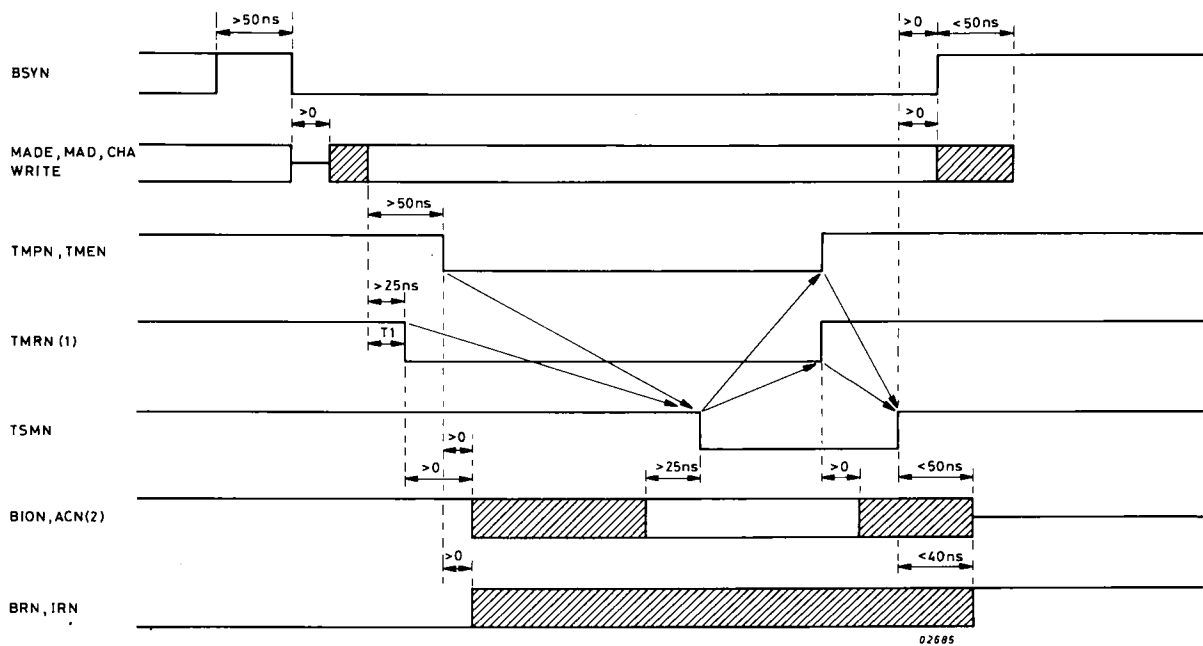 >50ns
>0
<50ns
BSYN
>0
>0
MADE, MAD, CHA
WRITE
>50ns
TMPN, TMEN
>25ns
TMRN (1)
T1
TSMN
>0
>0
>25ns
>0
<50ns
BION, ACN(2)
>0
<40ns
BRN, IRN
02685